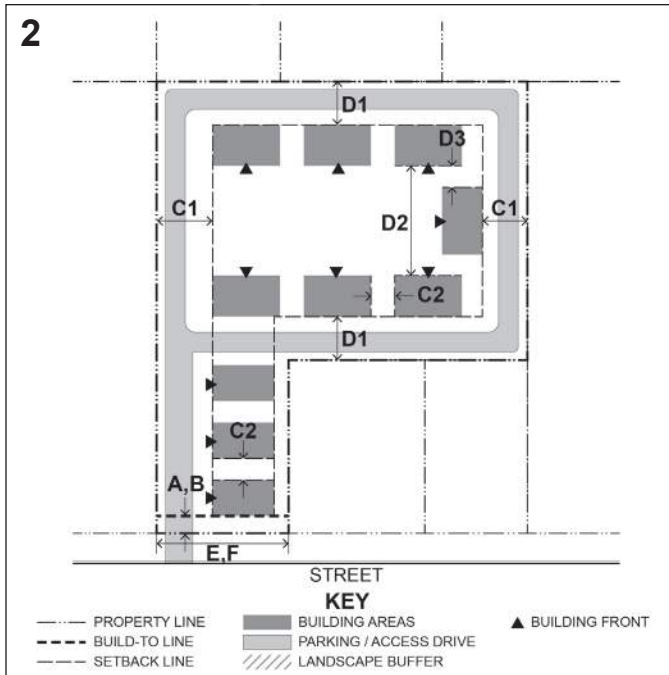 2
D1
D3
C1
D2
C1
C2
D1
C2
A,B
E,F
STREET
KEY
PROPERTY LINE
BUILDING AREAS
BUILDING FRONT
BUILD-TO LINE
PARKING / ACCESS DRIVE
SETBACK LINE
LANDSCAPE BUFFER